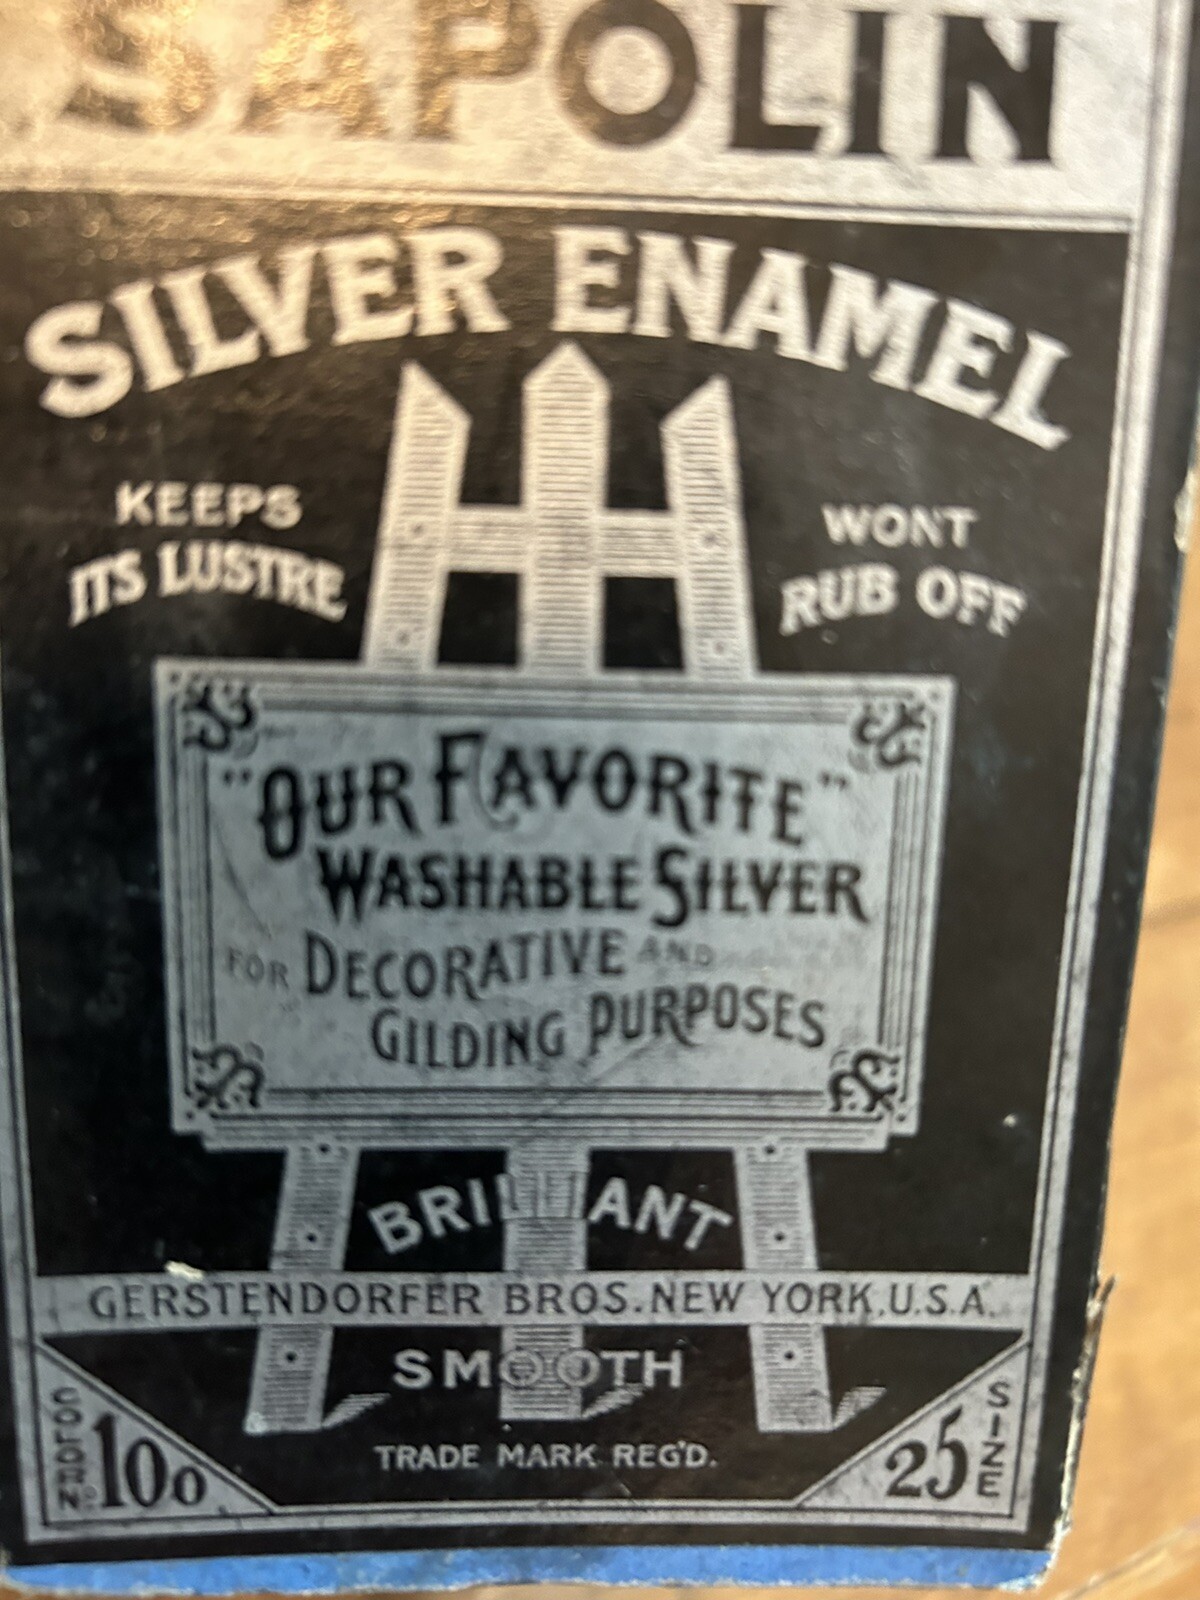 SAPOLIN
SILVER ENAMEL
KEEPS
ITS LUSTRE
WONT
RUB OFF
"OUR FAVORITE"
WASHABLE SILVER
FOR DECORATIVE AND
GILDING PURPOSES
BRILLIANT
GERSTENDORFER BROS. NEW YORK, U.S.A.
SMOOTH
TRADE MARK REG'D.
COLOR No 100
25 SIZE